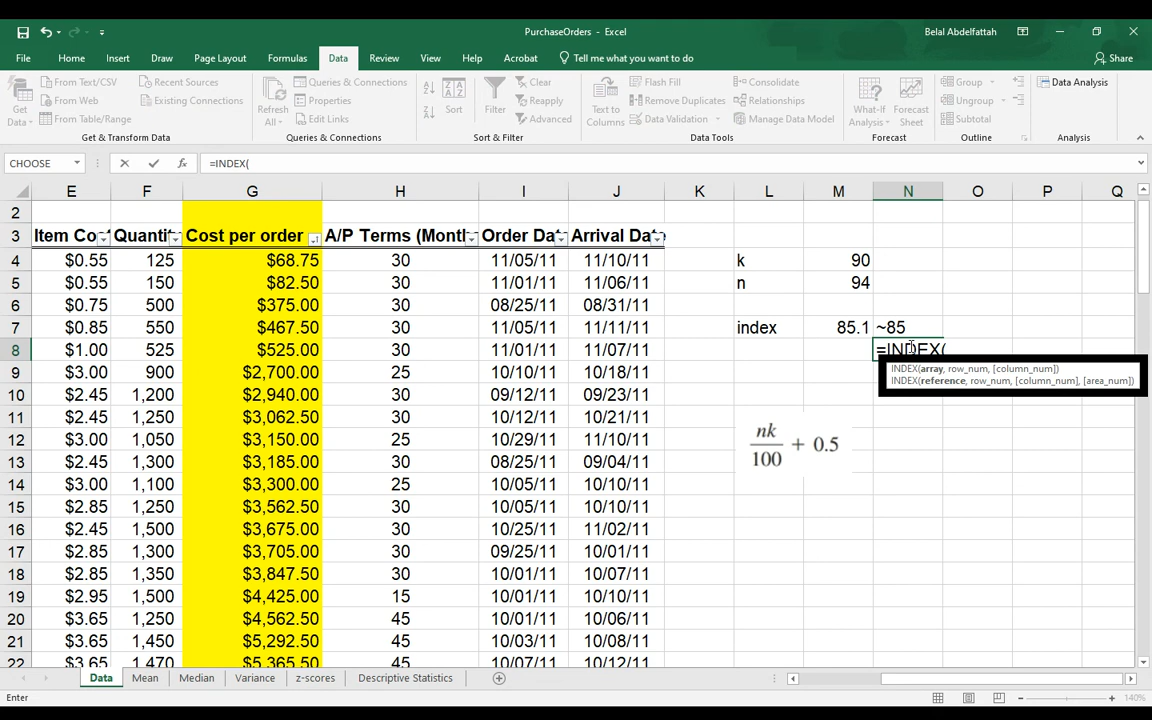 PurchaseOrders - Excel
Belal Abdelfattah
File Home Insert Draw Page Layout Formulas Data Review View Help Acrobat Tell me what you want to do Share
Get Data
From Text/CSV
From Web
From Table/Range
Recent Sources
Existing Connections
Get & Transform Data
Refresh All
Queries & Connections
Properties
Edit Links
Queries & Connections
Sort
Filter
Clear
Reapply
Advanced
Sort & Filter
Text to Columns
Flash Fill
Remove Duplicates
Data Validation
Consolidate
Relationships
Manage Data Model
Data Tools
What-If Analysis
Forecast Sheet
Forecast
Group
Ungroup
Subtotal
Outline
Data Analysis
Analysis
CHOOSE fx =INDEX(
E F G H I J K L M N O P Q
2
3 Item Co Quantit Cost per order A/P Terms (Montl Order Da Arrival Date
4 $0.55 125 $68.75 30 11/05/11 11/10/11 k 90
5 $0.55 150 $82.50 30 11/01/11 11/06/11 n 94
6 $0.75 500 $375.00 30 08/25/11 08/31/11
7 $0.85 550 $467.50 30 11/05/11 11/11/11 index 85.1 ~85
8 $1.00 525 $525.00 30 11/01/11 11/07/11 =INDEX(
INDEX(array, row_num, [column_num])
INDEX(reference, row_num, [column_num], [area_num])
9 $3.00 900 $2,700.00 25 10/10/11 10/18/11
10 $2.45 1,200 $2,940.00 30 09/12/11 09/23/11
11 $2.45 1,250 $3,062.50 30 10/12/11 10/21/11
12 $3.00 1,050 $3,150.00 25 10/29/11 11/10/11
13 $2.45 1,300 $3,185.00 30 08/25/11 09/04/11
14 $3.00 1,100 $3,300.00 25 10/05/11 10/10/11
15 $2.85 1,250 $3,562.50 30 10/05/11 10/10/11
16 $2.45 1,500 $3,675.00 30 10/25/11 11/02/11
17 $2.85 1,300 $3,705.00 30 09/25/11 10/01/11
18 $2.85 1,350 $3,847.50 30 10/01/11 10/07/11
19 $2.95 1,500 $4,425.00 15 10/01/11 10/10/11
20 $3.65 1,250 $4,562.50 45 10/01/11 10/06/11
21 $3.65 1,450 $5,292.50 45 10/03/11 10/08/11
22 $3.65 1,470 $5,365.50 45 10/07/11 10/12/11
nk
100
+ 0.5
Data Mean Median Variance z-scores Descriptive Statistics
Enter 140%